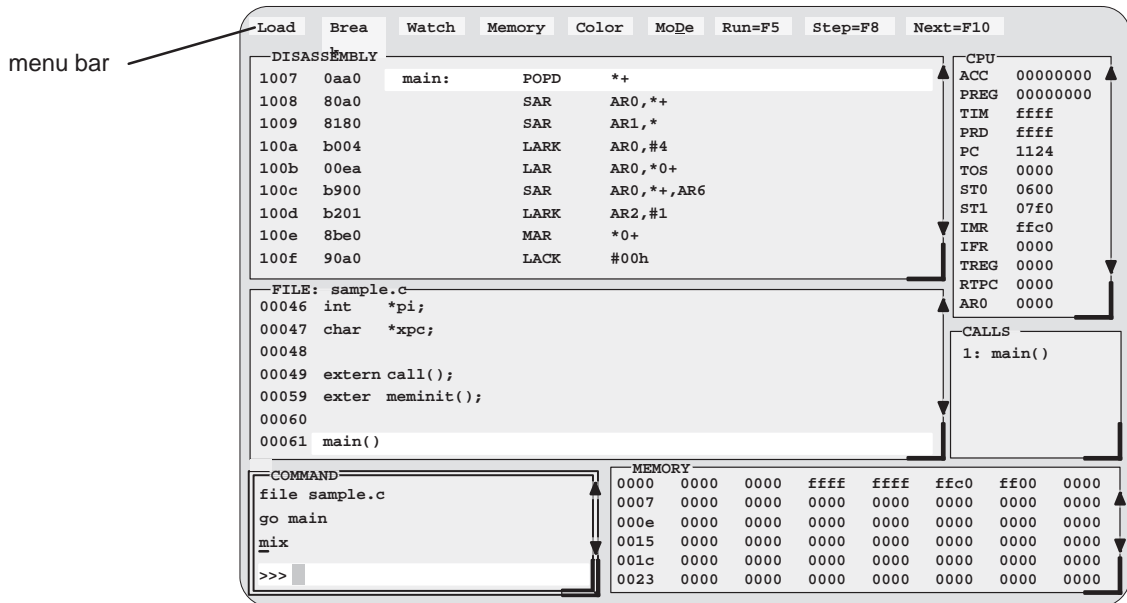 Load Brea Watch Memory Color MoDe Run=F5 Step=F8 Next=F10
menu bar
DISASSEMBLY
1007 0aa0 main: POPD *+
1008 80a0 SAR AR0,*+
1009 8180 SAR AR1,*
100a b004 LARK AR0,#4
100b 00ea LAR AR0,*0+
100c b900 SAR AR0,*+,AR6
100d b201 LARK AR2,#1
100e 8be0 MAR *0+
100f 90a0 LACK #00h
CPU
ACC 00000000
PREG 00000000
TIM ffff
PRD ffff
PC 1124
TOS 0000
ST0 0600
ST1 07f0
IMR ffc0
IFR 0000
TREG 0000
RTPC 0000
AR0 0000
FILE: sample.c
00046 int *pi;
00047 char *xpc;
00048
00049 extern call();
00059 exter meminit();
00060
00061 main()
CALLS
1: main()
COMMAND
file sample.c
go main
mix
>>>
MEMORY
0000 0000 0000 ffff ffff ffc0 ff00 0000
0007 0000 0000 0000 0000 0000 0000 0000
000e 0000 0000 0000 0000 0000 0000 0000
0015 0000 0000 0000 0000 0000 0000 0000
001c 0000 0000 0000 0000 0000 0000 0000
0023 0000 0000 0000 0000 0000 0000 0000